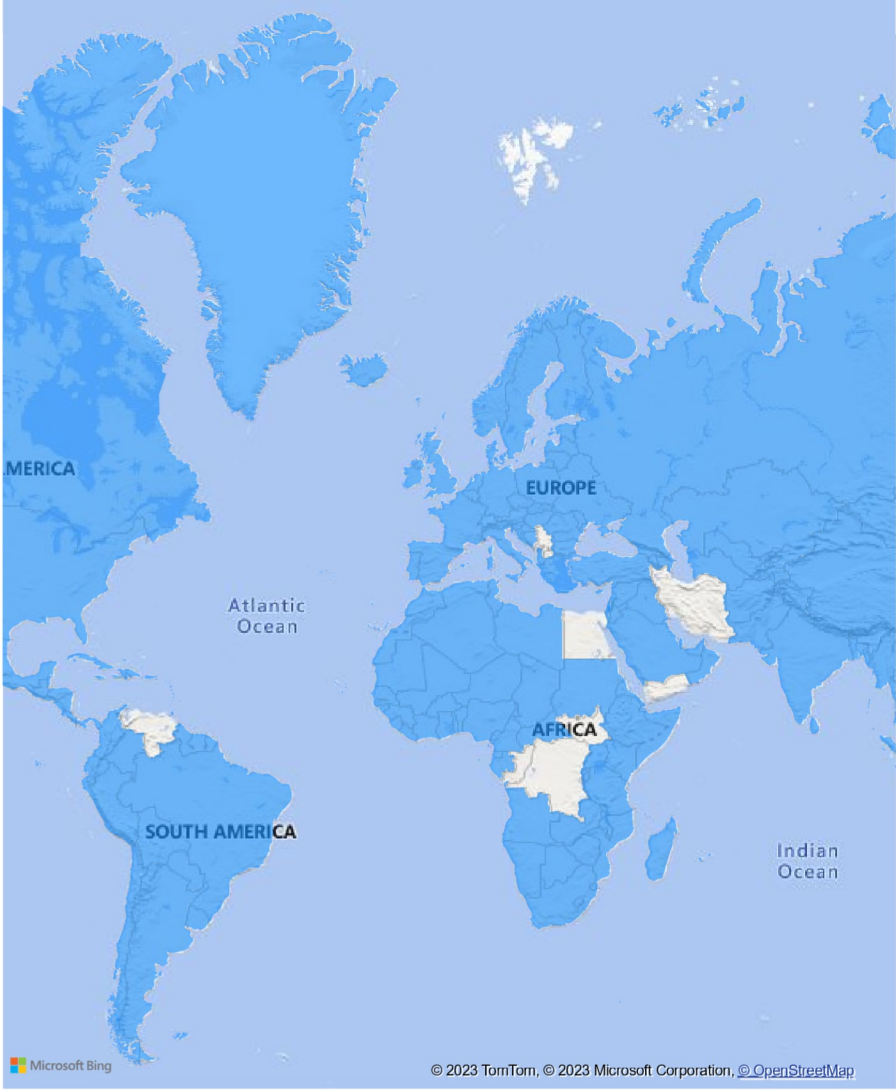 MERICA
EUROPE
Atlantic
Ocean
AFRICA
SOUTH AMERICA
Indian
Ocean
Microsoft Bing
© 2023 TomTom, © 2023 Microsoft Corporation, © OpenStreetMap